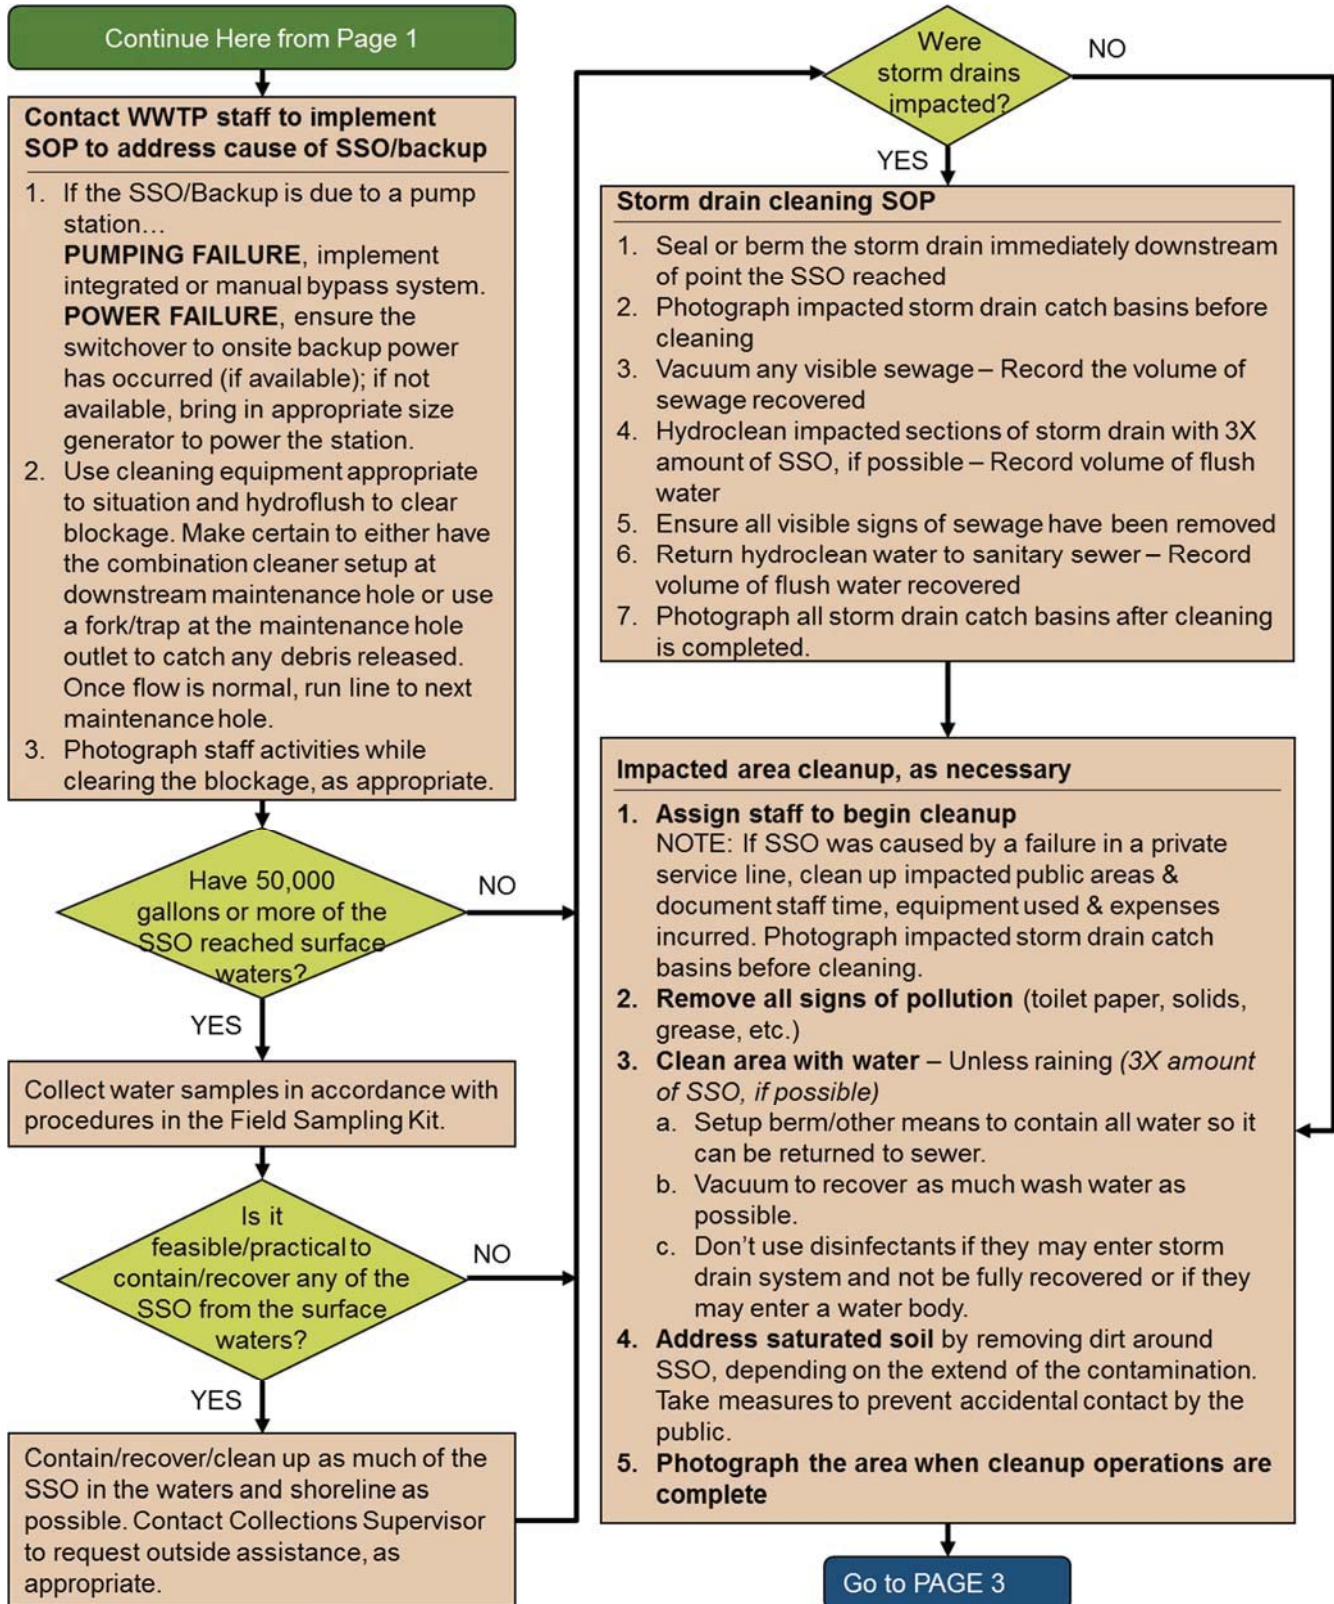 Continue Here from Page 1
Contact WWTP staff to implement
SOP to address cause of SSO/backup
1. If the SSO/Backup is due to a pump
station...
PUMPING FAILURE, implement
integrated or manual bypass system.
POWER FAILURE, ensure the
switchover to onsite backup power
has occurred (if available); if not
available, bring in appropriate size
generator to power the station.
2. Use cleaning equipment appropriate
to situation and hydroflush to clear
blockage. Make certain to either have
the combination cleaner setup at
downstream maintenance hole or use
a fork/trap at the maintenance hole
outlet to catch any debris released.
Once flow is normal, run line to next
maintenance hole.
3. Photograph staff activities while
clearing the blockage, as appropriate.
Have 50,000
gallons or more of the
SSO reached surface
waters?
NO
YES
Collect water samples in accordance with
procedures in the Field Sampling Kit.
Is it
feasible/practical to
contain/recover any of the
SSO from the surface
waters?
NO
YES
Contain/recover/clean up as much of the
SSO in the waters and shoreline as
possible. Contact Collections Supervisor
to request outside assistance, as
appropriate.
Were
storm drains
impacted?
NO
YES
Storm drain cleaning SOP
1. Seal or berm the storm drain immediately downstream
of point the SSO reached
2. Photograph impacted storm drain catch basins before
cleaning
3. Vacuum any visible sewage – Record the volume of
sewage recovered
4. Hydroclean impacted sections of storm drain with 3X
amount of SSO, if possible – Record volume of flush
water
5. Ensure all visible signs of sewage have been removed
6. Return hydroclean water to sanitary sewer – Record
volume of flush water recovered
7. Photograph all storm drain catch basins after cleaning
is completed.
Impacted area cleanup, as necessary
1. Assign staff to begin cleanup
NOTE: If SSO was caused by a failure in a private
service line, clean up impacted public areas &
document staff time, equipment used & expenses
incurred. Photograph impacted storm drain catch
basins before cleaning.
2. Remove all signs of pollution (toilet paper, solids,
grease, etc.)
3. Clean area with water – Unless raining (3X amount
of SSO, if possible)
a. Setup berm/other means to contain all water so it
can be returned to sewer.
b. Vacuum to recover as much wash water as
possible.
c. Don't use disinfectants if they may enter storm
drain system and not be fully recovered or if they
may enter a water body.
4. Address saturated soil by removing dirt around
SSO, depending on the extend of the contamination.
Take measures to prevent accidental contact by the
public.
5. Photograph the area when cleanup operations are
complete
Go to PAGE 3